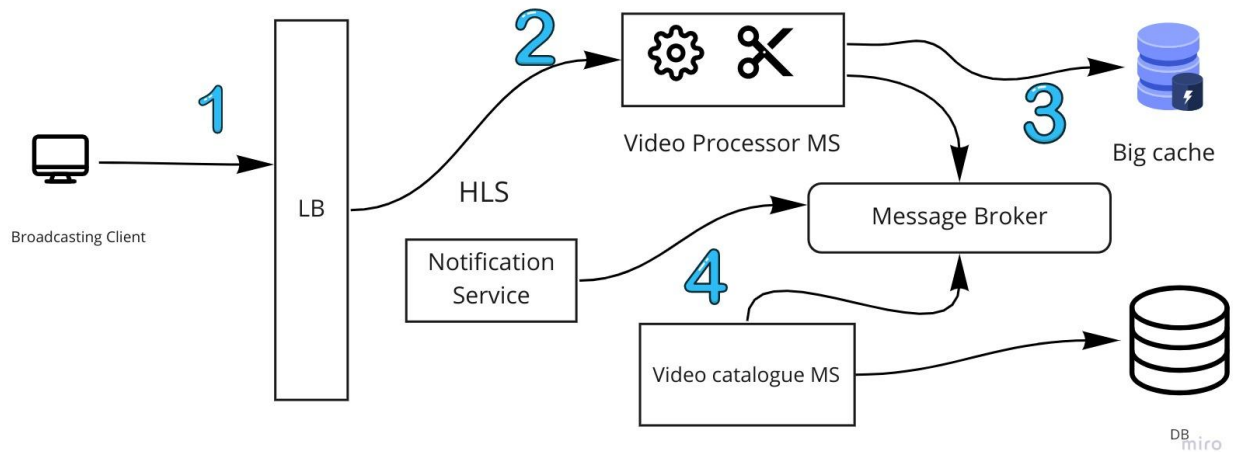 1
2
Video Processor MS
3
Big cache
LB
HLS
Broadcasting Client
Message Broker
Notification
Service
4
Video catalogue MS
DB
miro